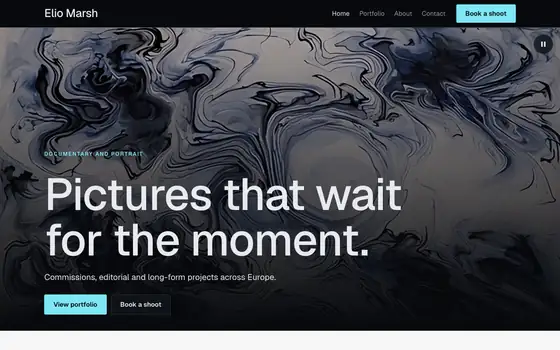 Elio Marsh
Home Portfolio About Contact Book a shoot
DOCUMENTARY AND PORTRAIT
Pictures that wait
for the moment.
Commissions, editorial and long-form projects across Europe.
View portfolio Book a shoot